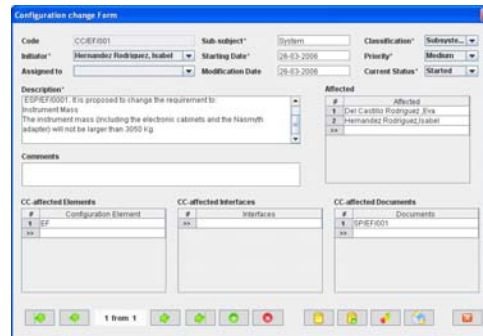 Configuration change Form
Code CC/EF/001 Sub-subject* System Classification* Subsyste...
Initiator* Hernandez Rodriguez, Isabel Starting Date* 26-03-2006 Priority* Medium
Assigned to Modification Date 26-03-2006 Current Status* Started
Description*
ESP/EF/0001. It is proposed to change the requirement to:
Instrument Mass
The instrument mass (including the electronic cabinets and the Nasmyth
adapter) will not be larger than 3050 Kg.
Affected
# Affected
1 Del Castillo Rodriguez ,Eva
2 Hernandez Rodriguez,Isabel
>>
Comments
CC-affected Elements CC-affected Interfaces CC-affected Documents
# Configuration Element # Interfaces # Documents
1 EF >> 1 SP/EF/001
>> >>
1 from 1